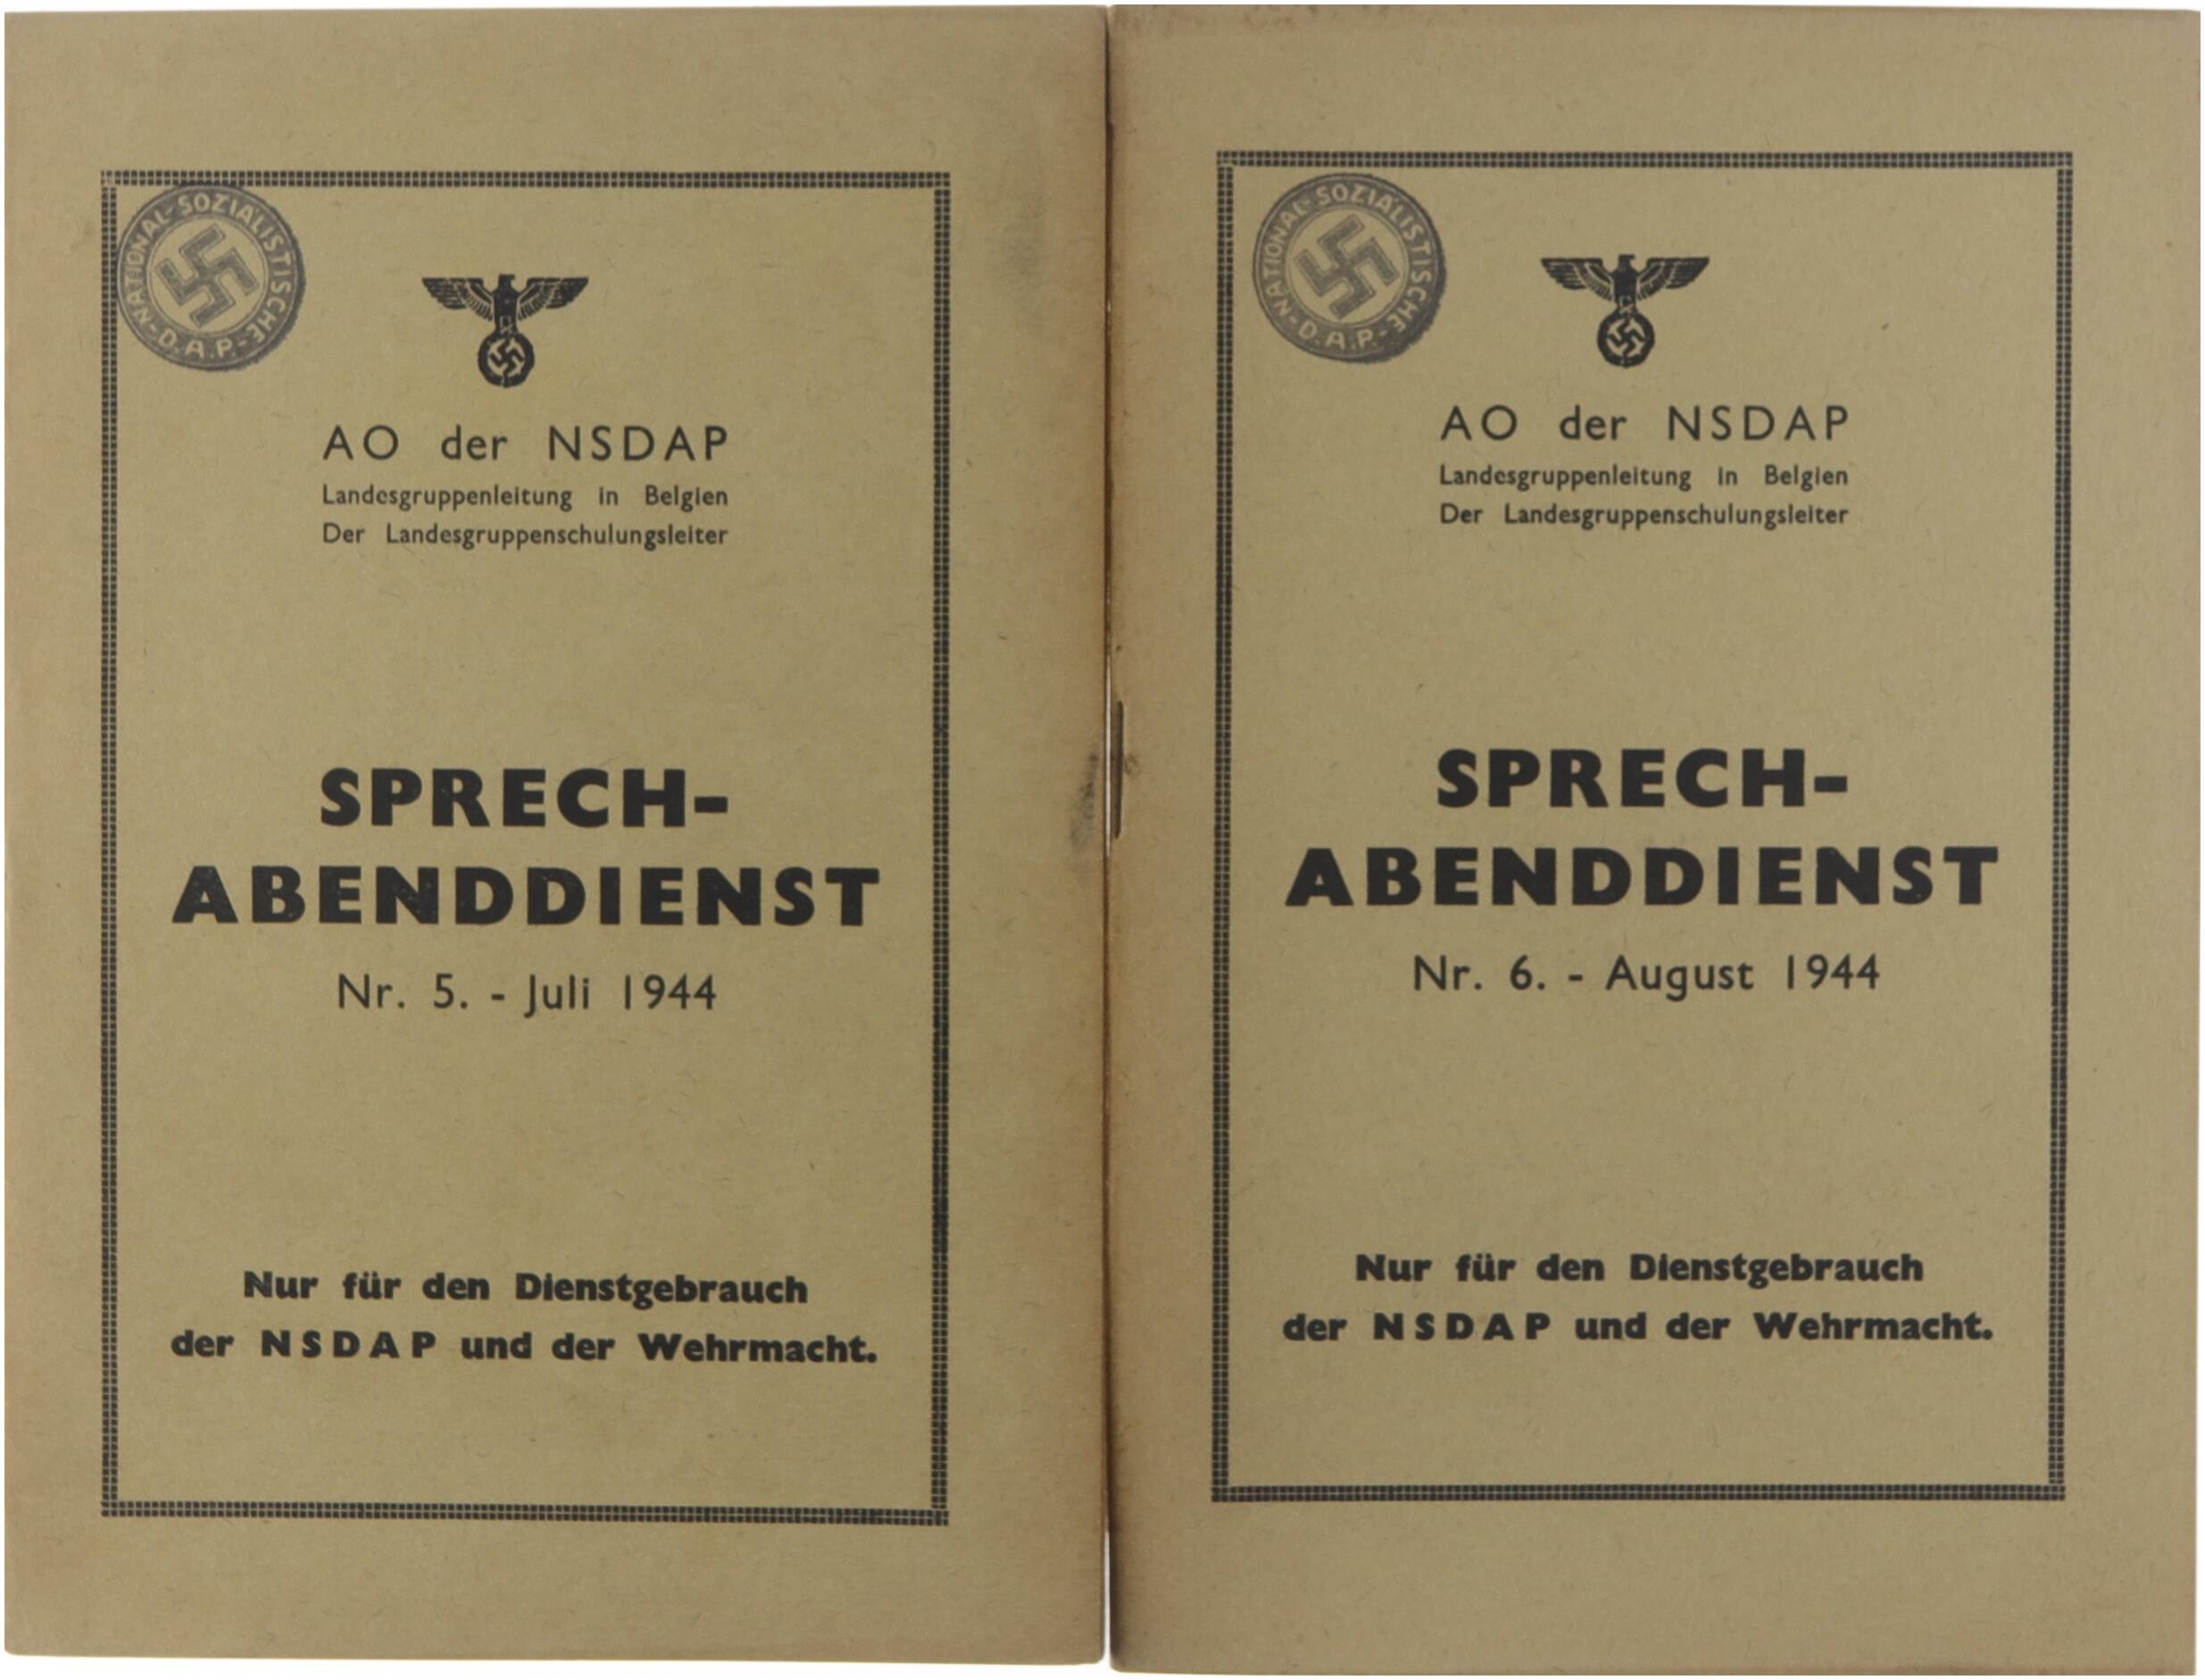 NATIONAL-SOZIALISTISCHE-D.A.P.-
AO der NSDAP
Landesgruppenleitung in Belgien
Der Landesgruppenschulungsleiter
SPRECH-
ABENDDIENST
Nr. 5. - Juli 1944
Nur für den Dienstgebrauch
der NSDAP und der Wehrmacht.
NATIONAL-SOZIALISTISCHE-D.A.P.-
AO der NSDAP
Landesgruppenleitung in Belgien
Der Landesgruppenschulungsleiter
SPRECH-
ABENDDIENST
Nr. 6. - August 1944
Nur für den Dienstgebrauch
der NSDAP und der Wehrmacht.